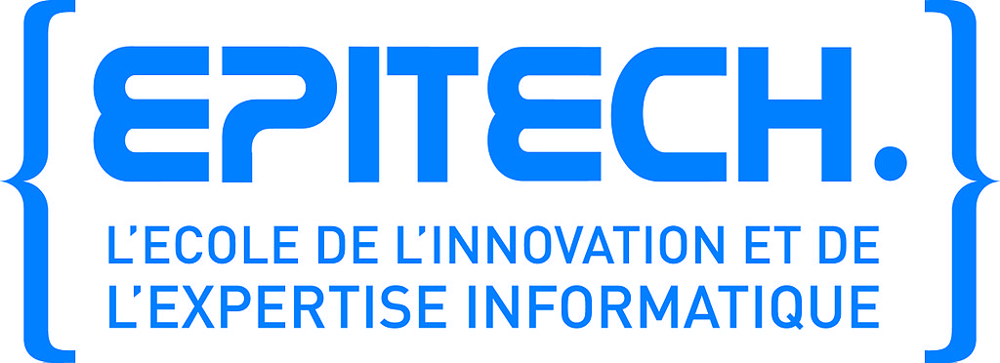 {EPITECH.}
L'ECOLE DE L'INNOVATION ET DE
L'EXPERTISE INFORMATIQUE